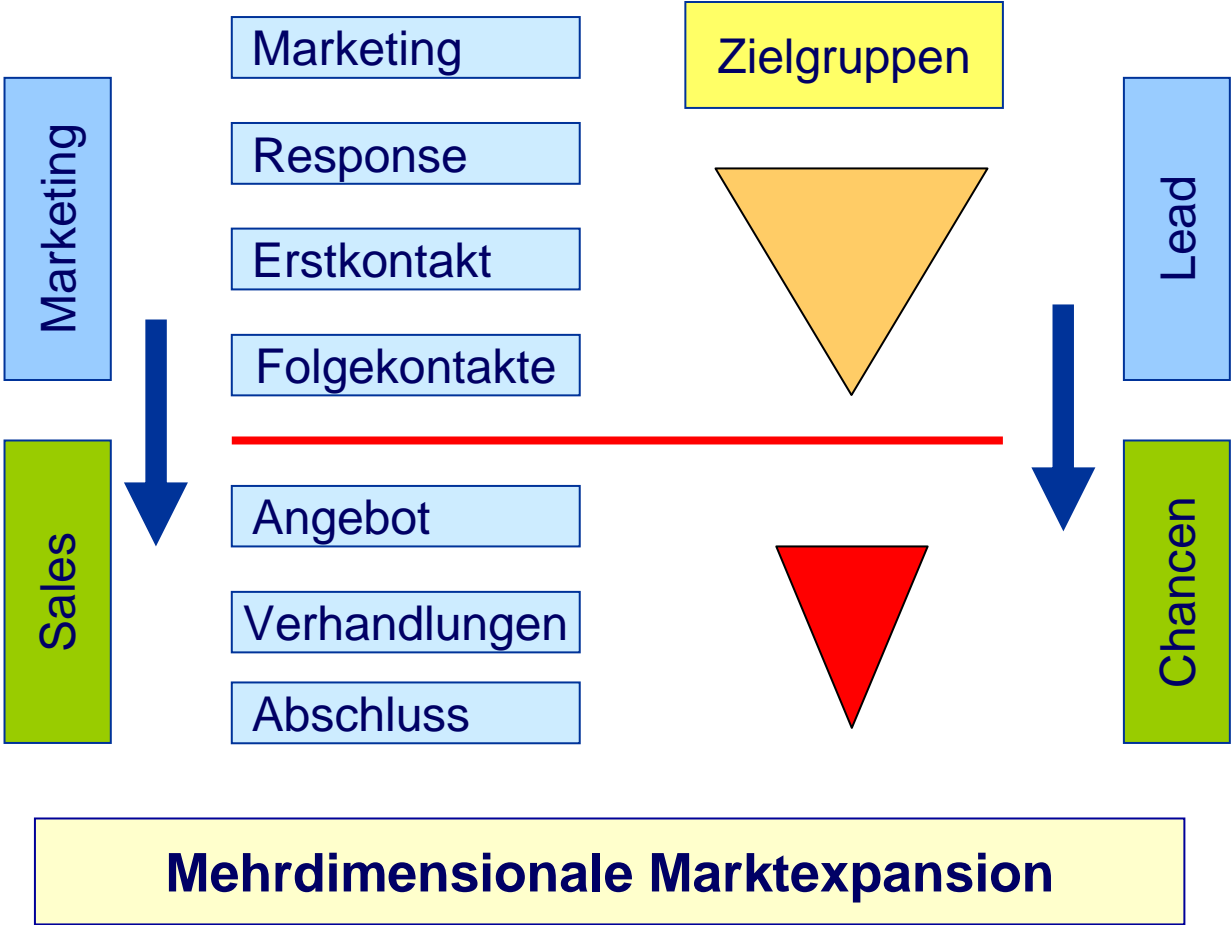 Marketing
Zielgruppen
Marketing
Response
Erstkontakt
Folgekontakte
Lead
Sales
Angebot
Verhandlungen
Abschluss
Chancen
Mehrdimensionale Marktexpansion